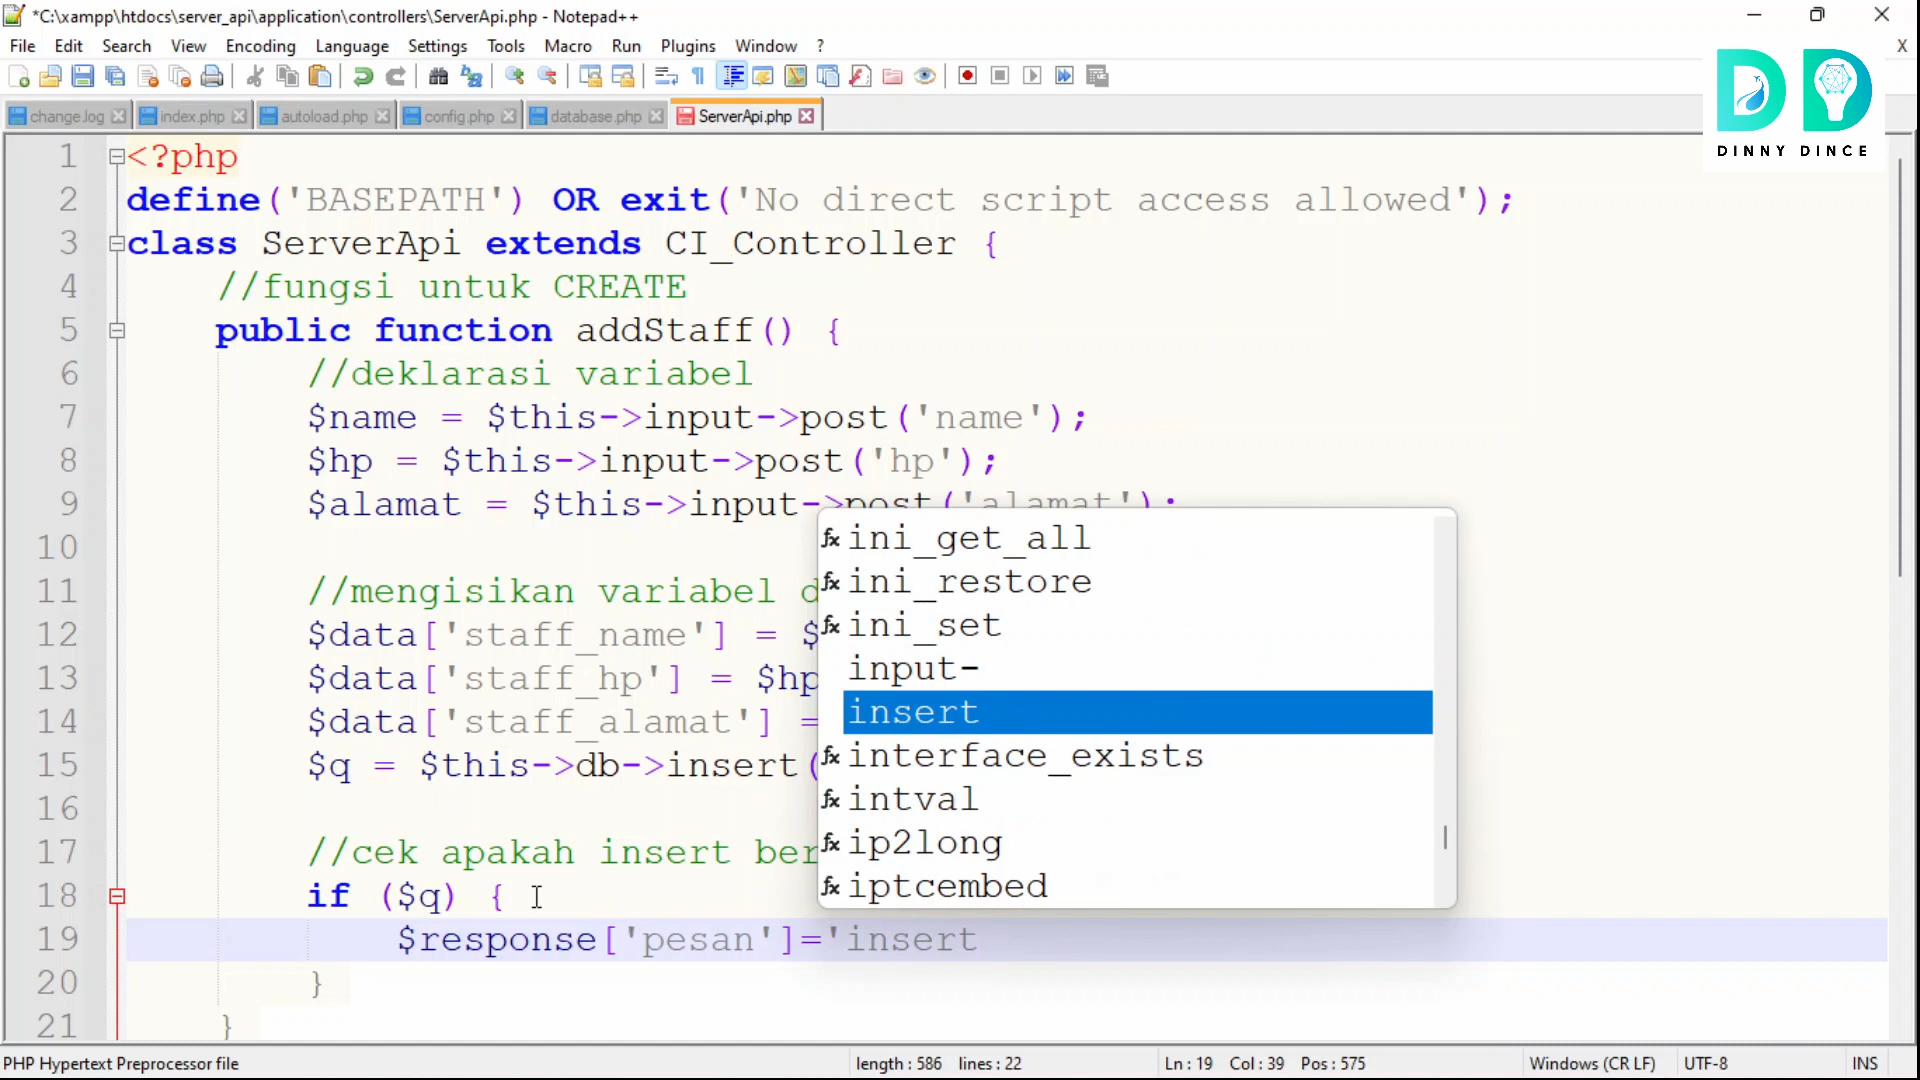 *C:\xampp\htdocs\server_api\application\controllers\ServerApi.php - Notepad++
File Edit Search View Encoding Language Settings Tools Macro Run Plugins Window ? X
change.log index.php autoload.php config.php database.php ServerApi.php
DINNY DINCE
1 <?php
2 define('BASEPATH') OR exit('No direct script access allowed');
3 class ServerApi extends CI_Controller {
4 //fungsi untuk CREATE
5 public function addStaff() {
6 //deklarasi variabel
7 $name = $this->input->post('name');
8 $hp = $this->input->post('hp');
9 $alamat = $this->input->post('alamat');
10
11 //mengisikan variabel d
12 $data['staff_name'] = $
13 $data['staff_hp'] = $hp
14 $data['staff_alamat'] =
15 $q = $this->db->insert(
16
17 //cek apakah insert ber
18 if ($q) {
19 $response['pesan']='insert
20 }
21 }
ini_get_all
ini_restore
ini_set
input-
insert
interface_exists
intval
ip2long
iptcembed
PHP Hypertext Preprocessor file length : 586 lines : 22 Ln : 19 Col : 39 Pos : 575 Windows (CR LF) UTF-8 INS